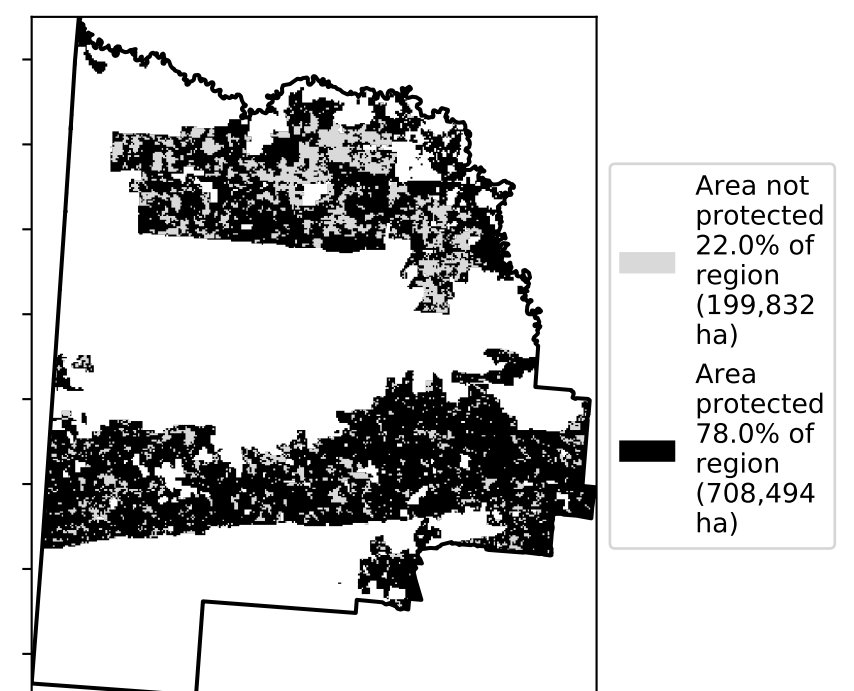 Area not
protected
22.0% of
region
(199,832
ha)
Area
protected
78.0% of
region
(708,494
ha)